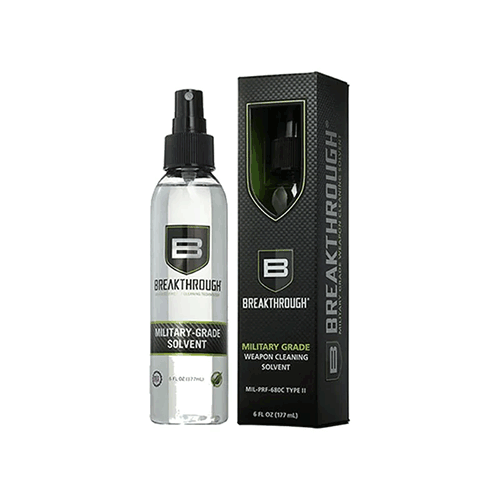 B
BREAKTHROUGH
MILITARY-GRADE
SOLVENT
6 FL OZ (177mL)
B
BREAKTHROUGH®
MILITARY GRADE
WEAPON CLEANING
SOLVENT
MIL-PRF-680C TYPE II
6 FL OZ (177 mL)
B BREAKTHROUGH®
MILITARY GRADE WEAPON CLEANING SOLVENT